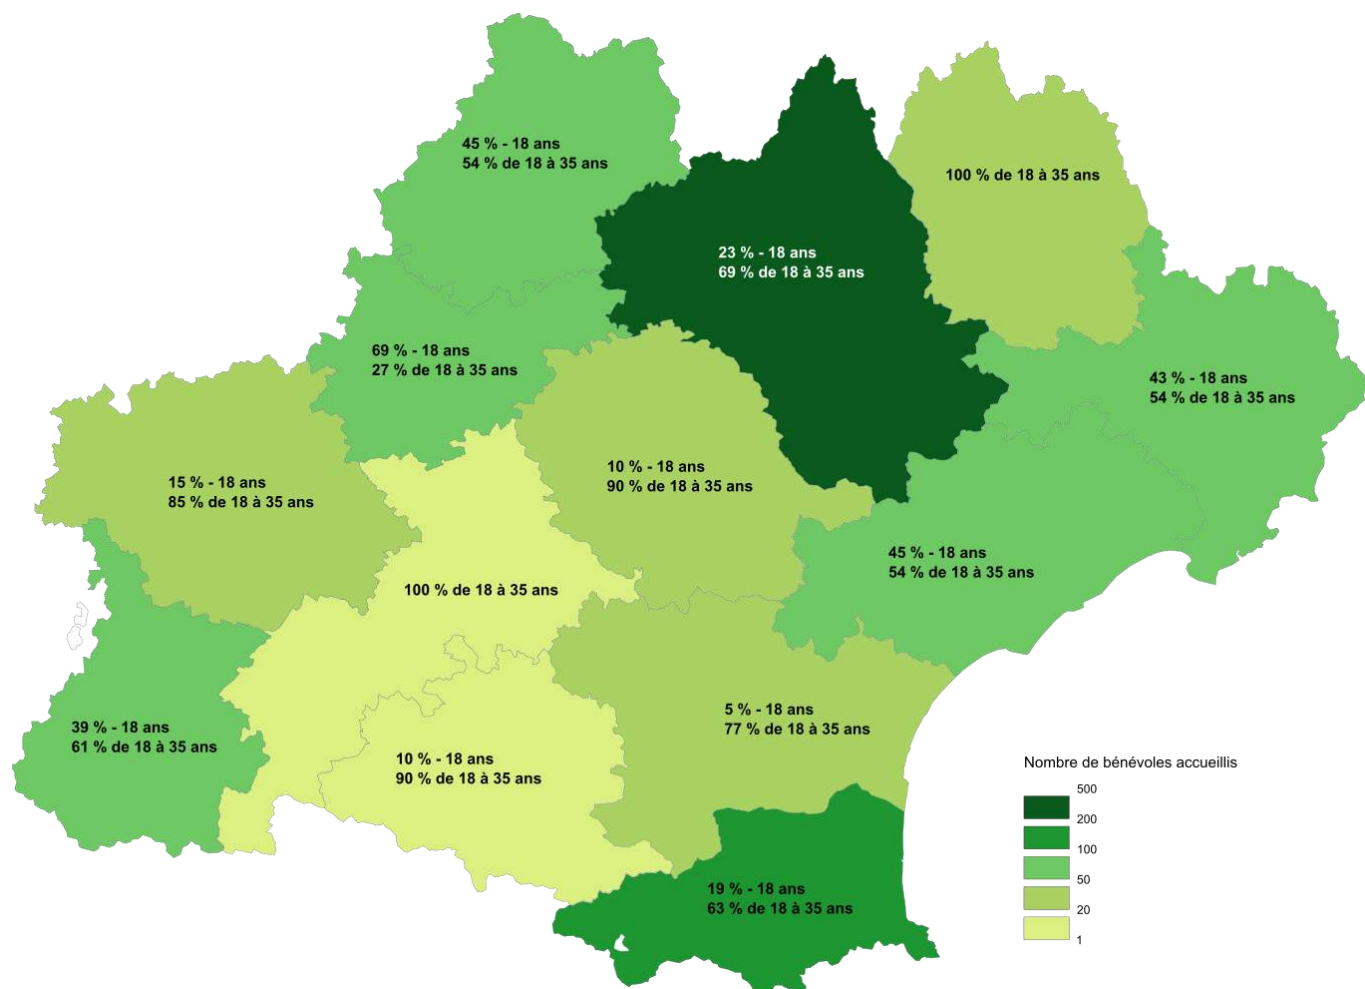 45 % - 18 ans
54 % de 18 à 35 ans
100 % de 18 à 35 ans
23 % - 18 ans
69 % de 18 à 35 ans
69 % - 18 ans
27 % de 18 à 35 ans
43 % - 18 ans
54 % de 18 à 35 ans
15 % - 18 ans
85 % de 18 à 35 ans
10 % - 18 ans
90 % de 18 à 35 ans
45 % - 18 ans
54 % de 18 à 35 ans
100 % de 18 à 35 ans
39 % - 18 ans
61 % de 18 à 35 ans
5 % - 18 ans
77 % de 18 à 35 ans
10 % - 18 ans
90 % de 18 à 35 ans
19 % - 18 ans
63 % de 18 à 35 ans
Nombre de bénévoles accueillis
500
200
100
50
20
1